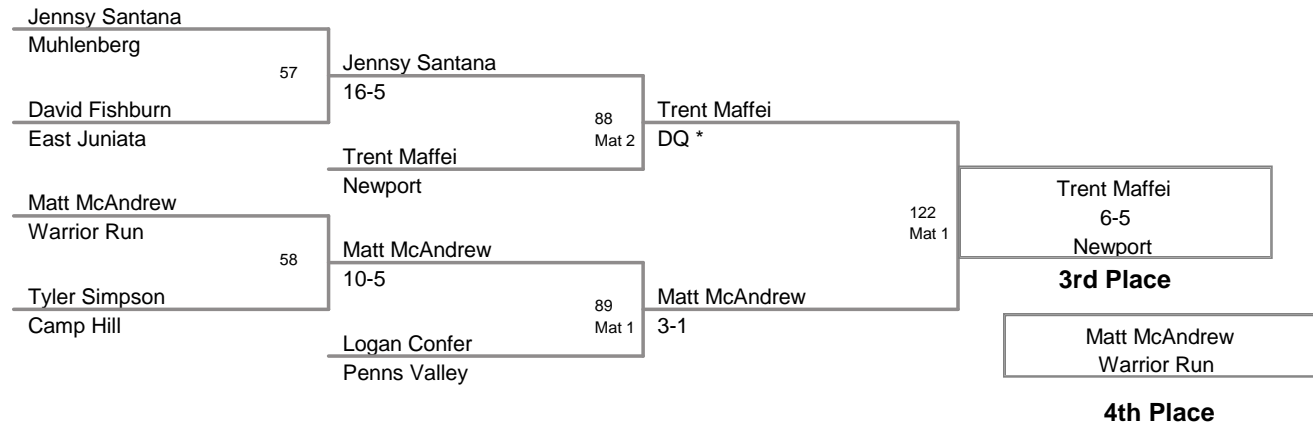 Jennsy Santana
Muhlenberg
57
David Fishburn
East Juniata
Matt McAndrew
Warrior Run
58
Tyler Simpson
Camp Hill
Jennsy Santana
16-5
88
Mat 2
Trent Maffei
Newport
Matt McAndrew
10-5
89
Mat 1
Logan Confer
Penns Valley
Trent Maffei
DQ *
122
Mat 1
Matt McAndrew
3-1
Trent Maffei
6-5
Newport
3rd Place
Matt McAndrew
Warrior Run
4th Place